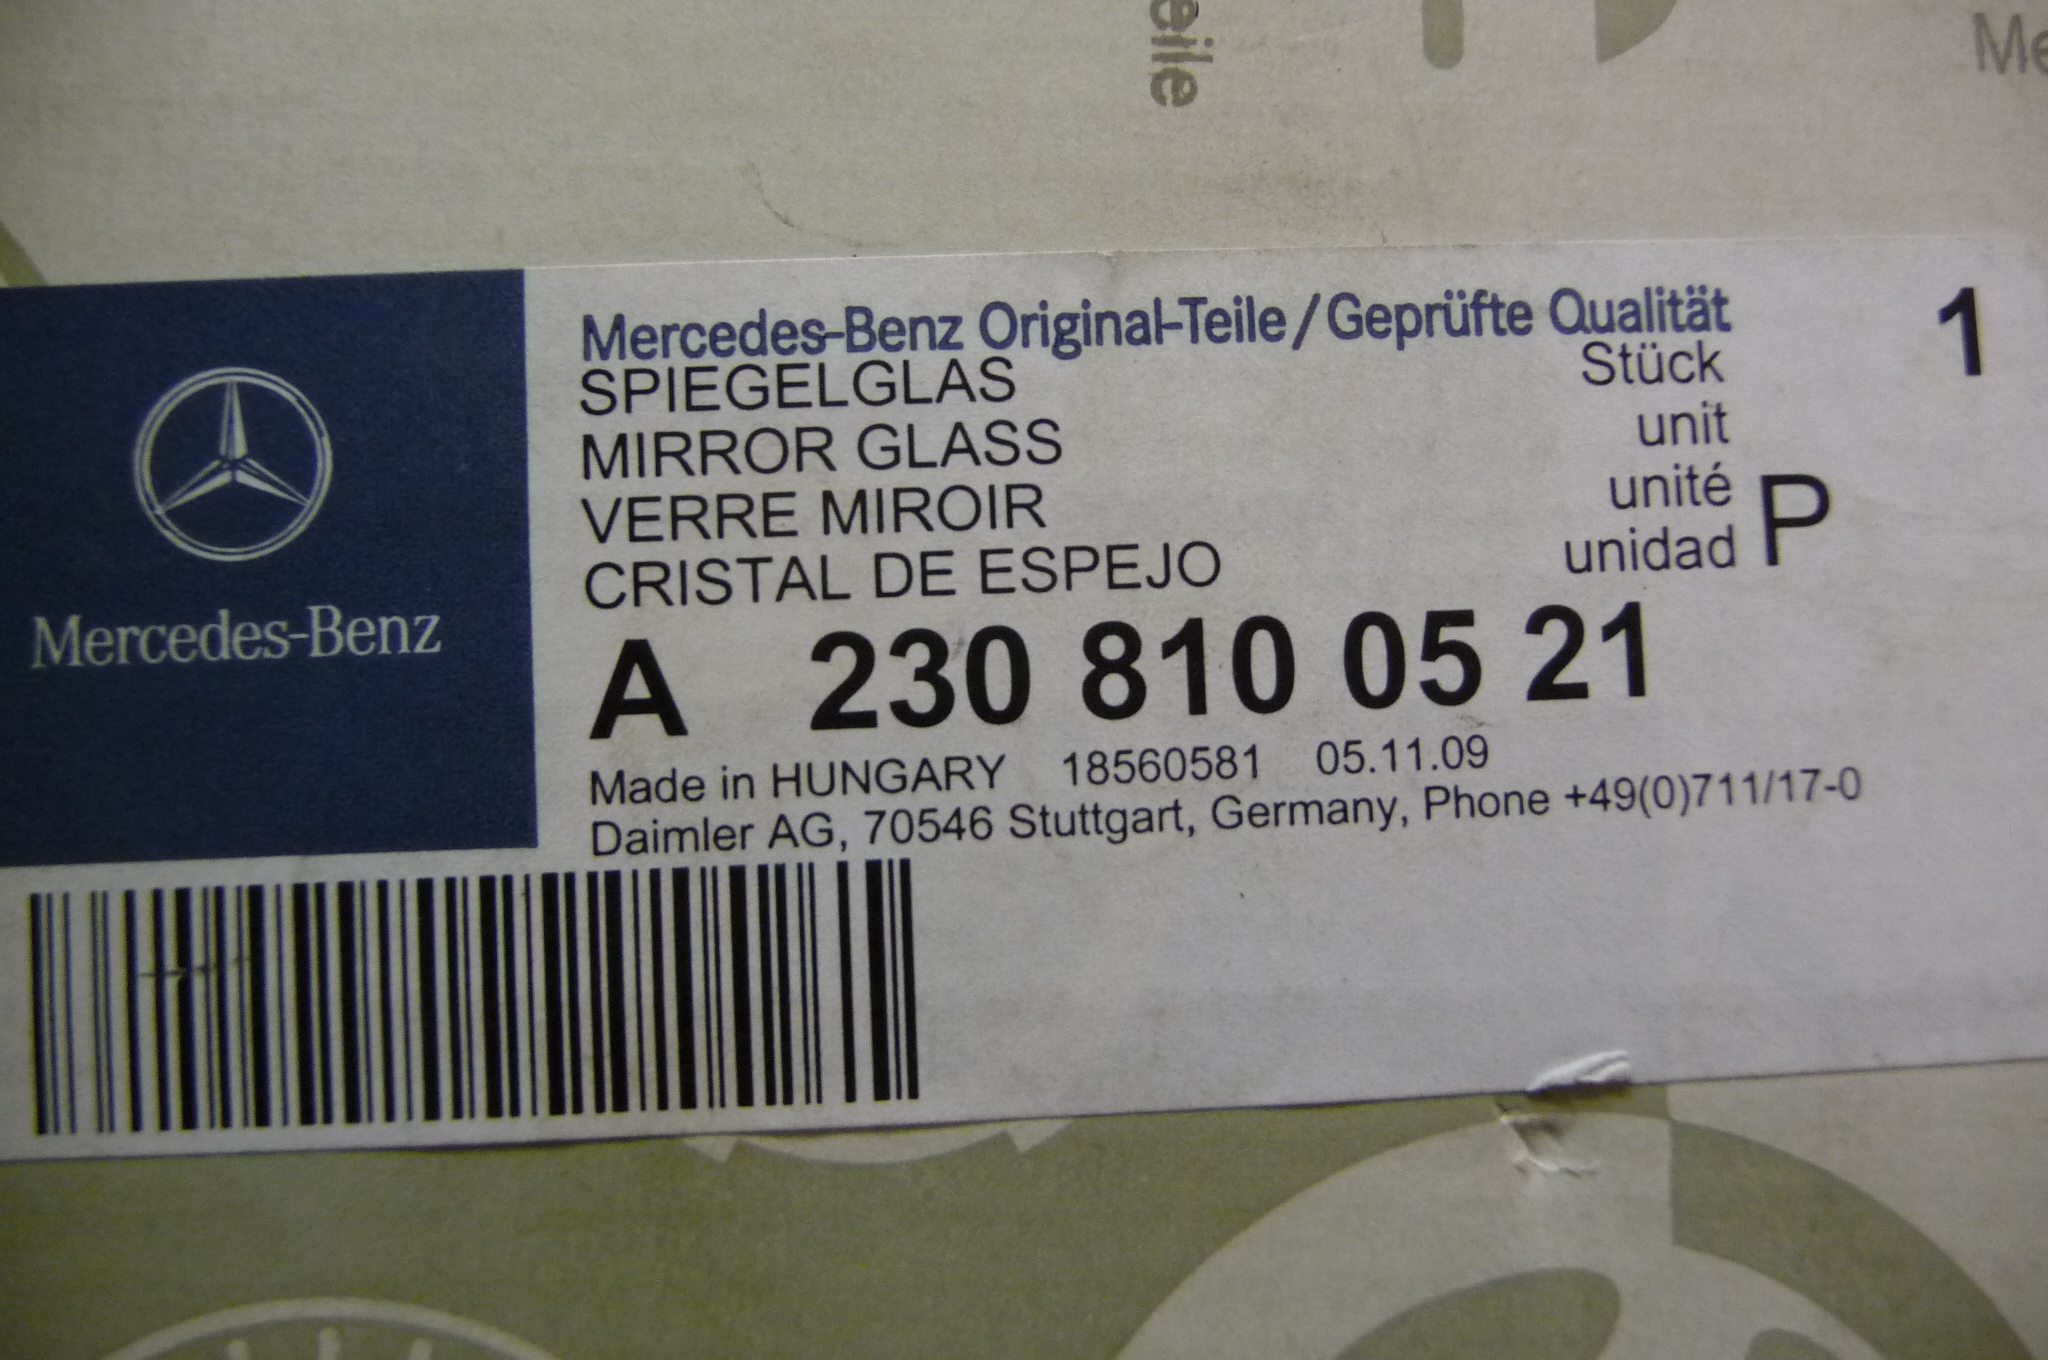 eile
Me
Mercedes-Benz
Mercedes-Benz Original-Teile/Geprüfte Qualität
SPIEGELGLAS Stück 1
MIRROR GLASS unit
VERRE MIROIR unité
CRISTAL DE ESPEJO unidad P
A 230 810 05 21
Made in HUNGARY 18560581 05.11.09
Daimler AG, 70546 Stuttgart, Germany, Phone +49(0)711/17-0